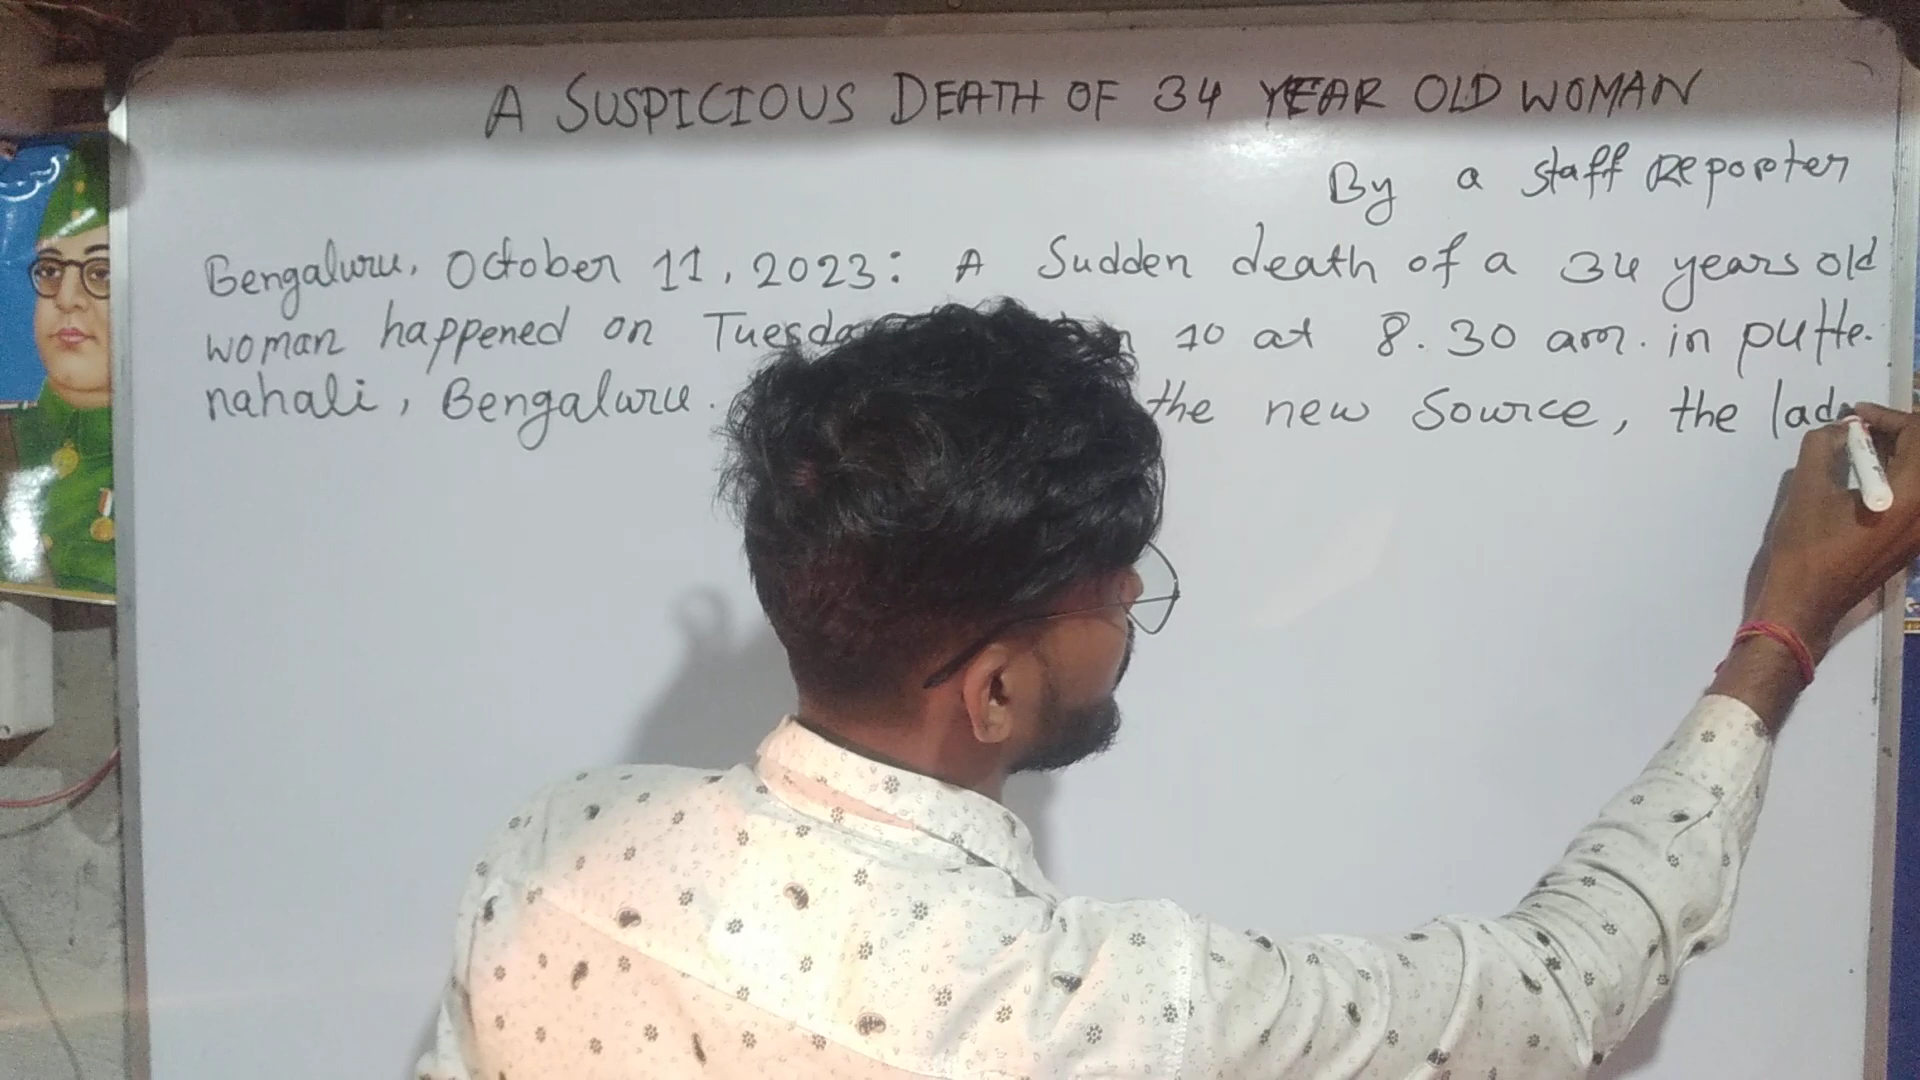 A SUSPICIOUS DEATH OF 34 YEAR OLD WOMAN
By a Staff Reporter
Bengaluru, October 11, 2023: A Sudden death of a 34 years old
woman happened on 10 at 8.30 am. in putte-
nahali, Bengaluru. the new Source, the